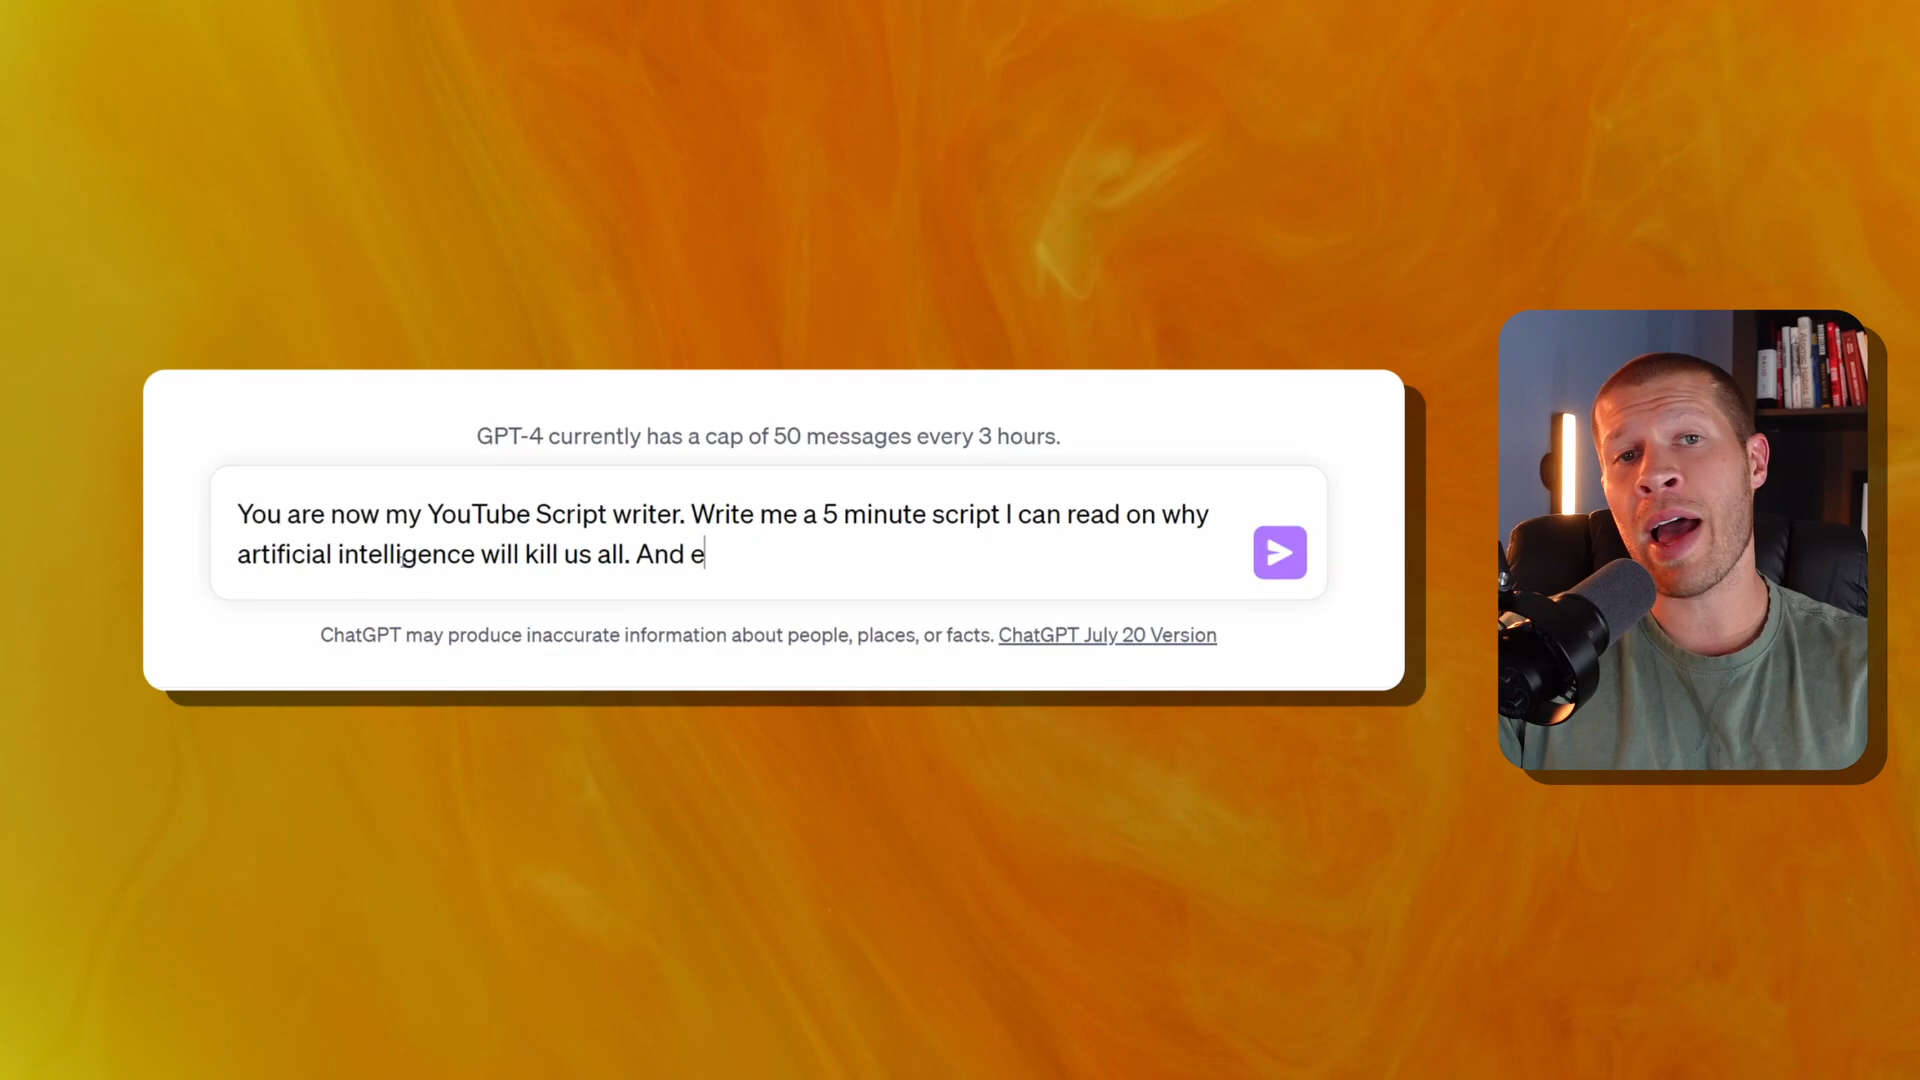 GPT-4 currently has a cap of 50 messages every 3 hours.
You are now my YouTube Script writer. Write me a 5 minute script I can read on why
artificial intelligence will kill us all. And e
ChatGPT may produce inaccurate information about people, places, or facts. ChatGPT July 20 Version